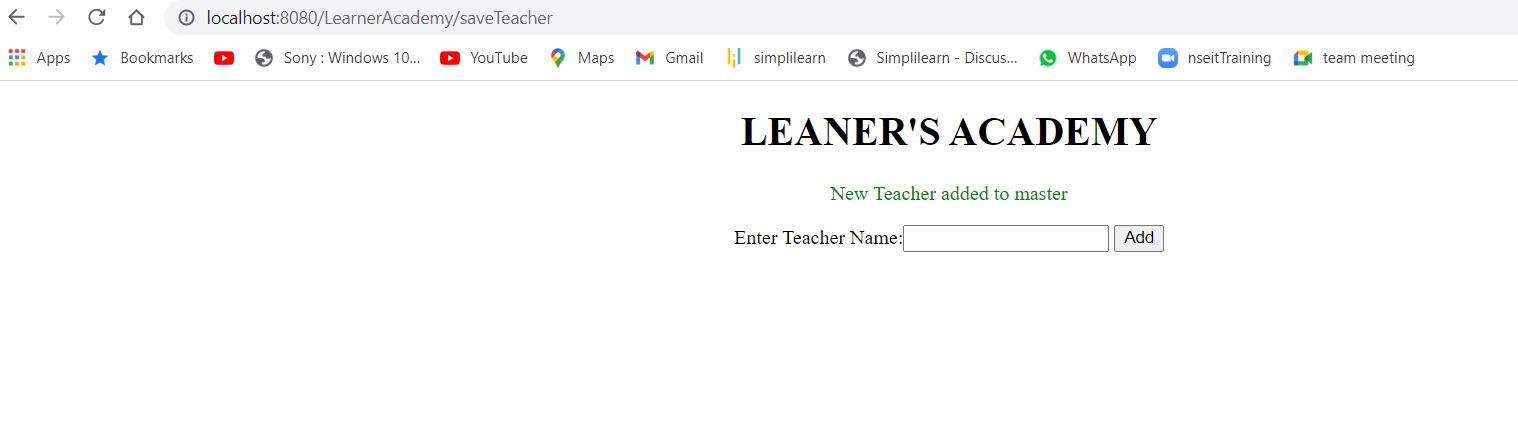 localhost:8080/LearnerAcademy/saveTeacher
Apps Bookmarks Sony : Windows 10... YouTube Maps Gmail simplilearn Simplilearn - Discus... WhatsApp nseitTraining team meeting
LEANER'S ACADEMY
New Teacher added to master
Enter Teacher Name: Add